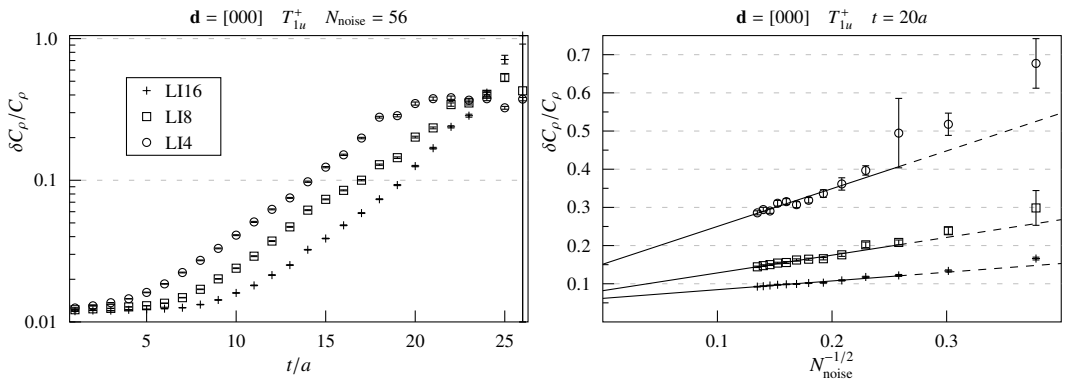 d = [000] T₁ᵤ⁺ N_noise = 56
δC_ρ/C_ρ
1.0
0.1
0.01
LI16
LI8
LI4
5
10
15
20
25
t/a
d = [000] T₁ᵤ⁺ t = 20a
δC_ρ/C_ρ
0.7
0.6
0.5
0.4
0.3
0.2
0.1
0.1
0.2
0.3
N_noise^−1/2